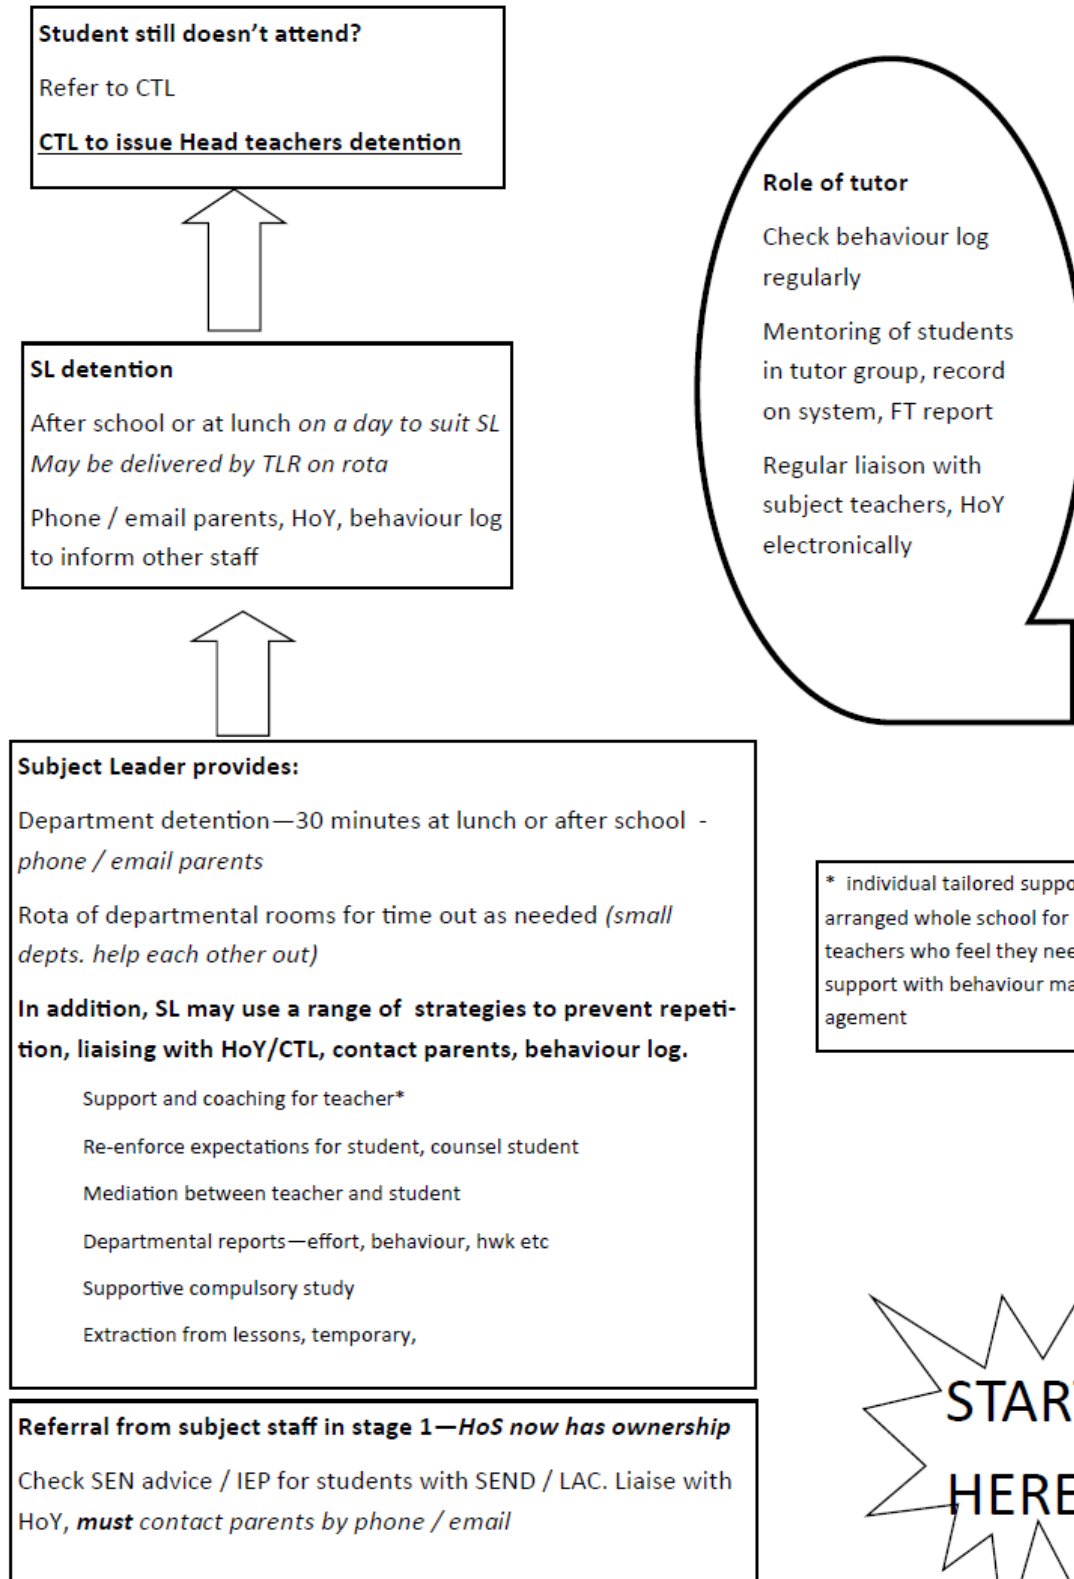 Student still doesn't attend?
Refer to CTL
CTL to issue Head teachers detention
Role of tutor
Check behaviour log
regularly
Mentoring of students
in tutor group, record
on system, FT report
Regular liaison with
subject teachers, HoY
electronically
SL detention
After school or at lunch on a day to suit SL
May be delivered by TLR on rota
Phone / email parents, HoY, behaviour log
to inform other staff
Subject Leader provides:
Department detention—30 minutes at lunch or after school -
phone / email parents
Rota of departmental rooms for time out as needed (small
depts. help each other out)
In addition, SL may use a range of strategies to prevent repeti-
tion, liaising with HoY/CTL, contact parents, behaviour log.
Support and coaching for teacher*
Re-enforce expectations for student, counsel student
Mediation between teacher and student
Departmental reports—effort, behaviour, hwk etc
Supportive compulsory study
Extraction from lessons, temporary,
* individual tailored
arranged whole school for
teachers who feel they
support with behaviour
agement
Referral from subject staff in stage 1—HoS now has ownership
Check SEN advice / IEP for students with SEND / LAC. Liaise with
HoY, must contact parents by phone / email
HERE